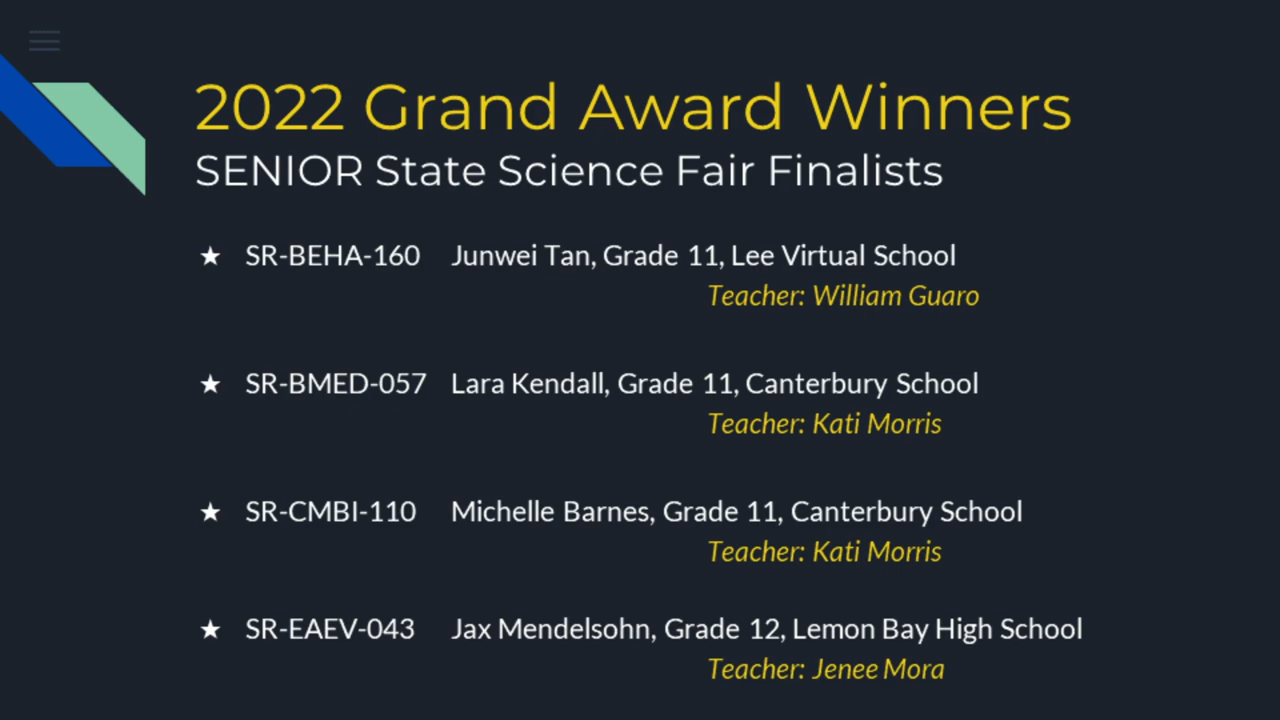 2022 Grand Award Winners
SENIOR State Science Fair Finalists
★ SR-BEHA-160 Junwei Tan, Grade 11, Lee Virtual School
Teacher: William Guaro
★ SR-BMED-057 Lara Kendall, Grade 11, Canterbury School
Teacher: Kati Morris
★ SR-CMBI-110 Michelle Barnes, Grade 11, Canterbury School
Teacher: Kati Morris
★ SR-EAEV-043 Jax Mendelsohn, Grade 12, Lemon Bay High School
Teacher: Jenee Mora